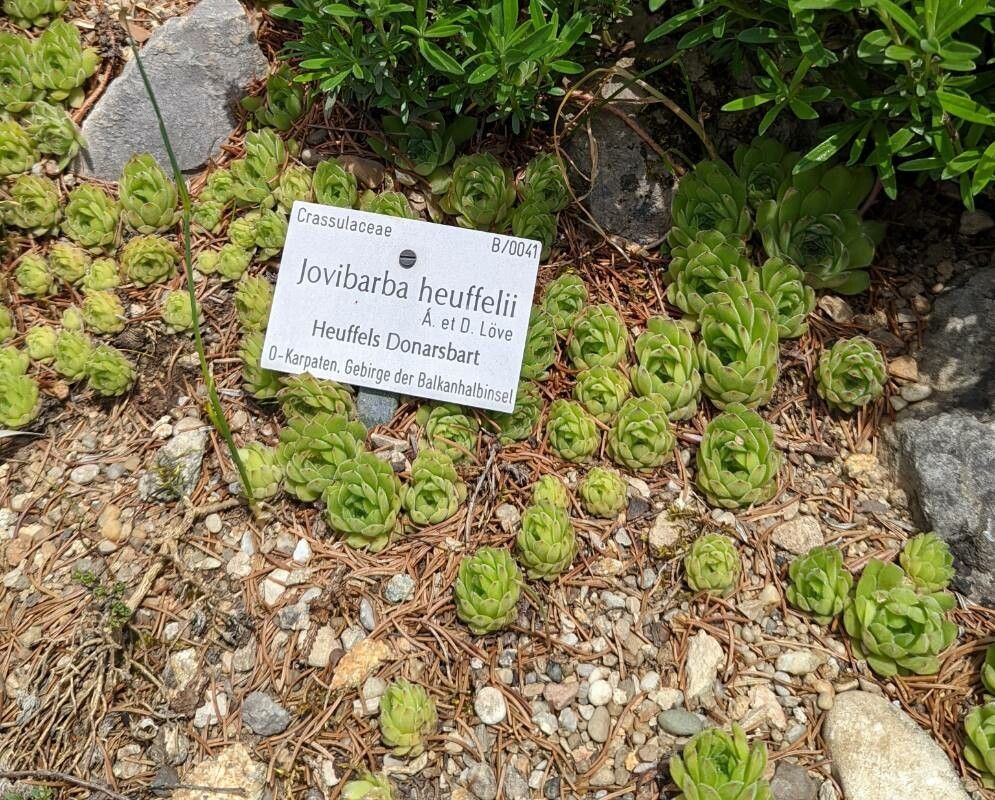 Crassulaceae B/0041
Jovibarba heuffelii
Á. et D. Löve
Heuffels Donarsbart
O-Karpaten, Gebirge der Balkanhalbinsel